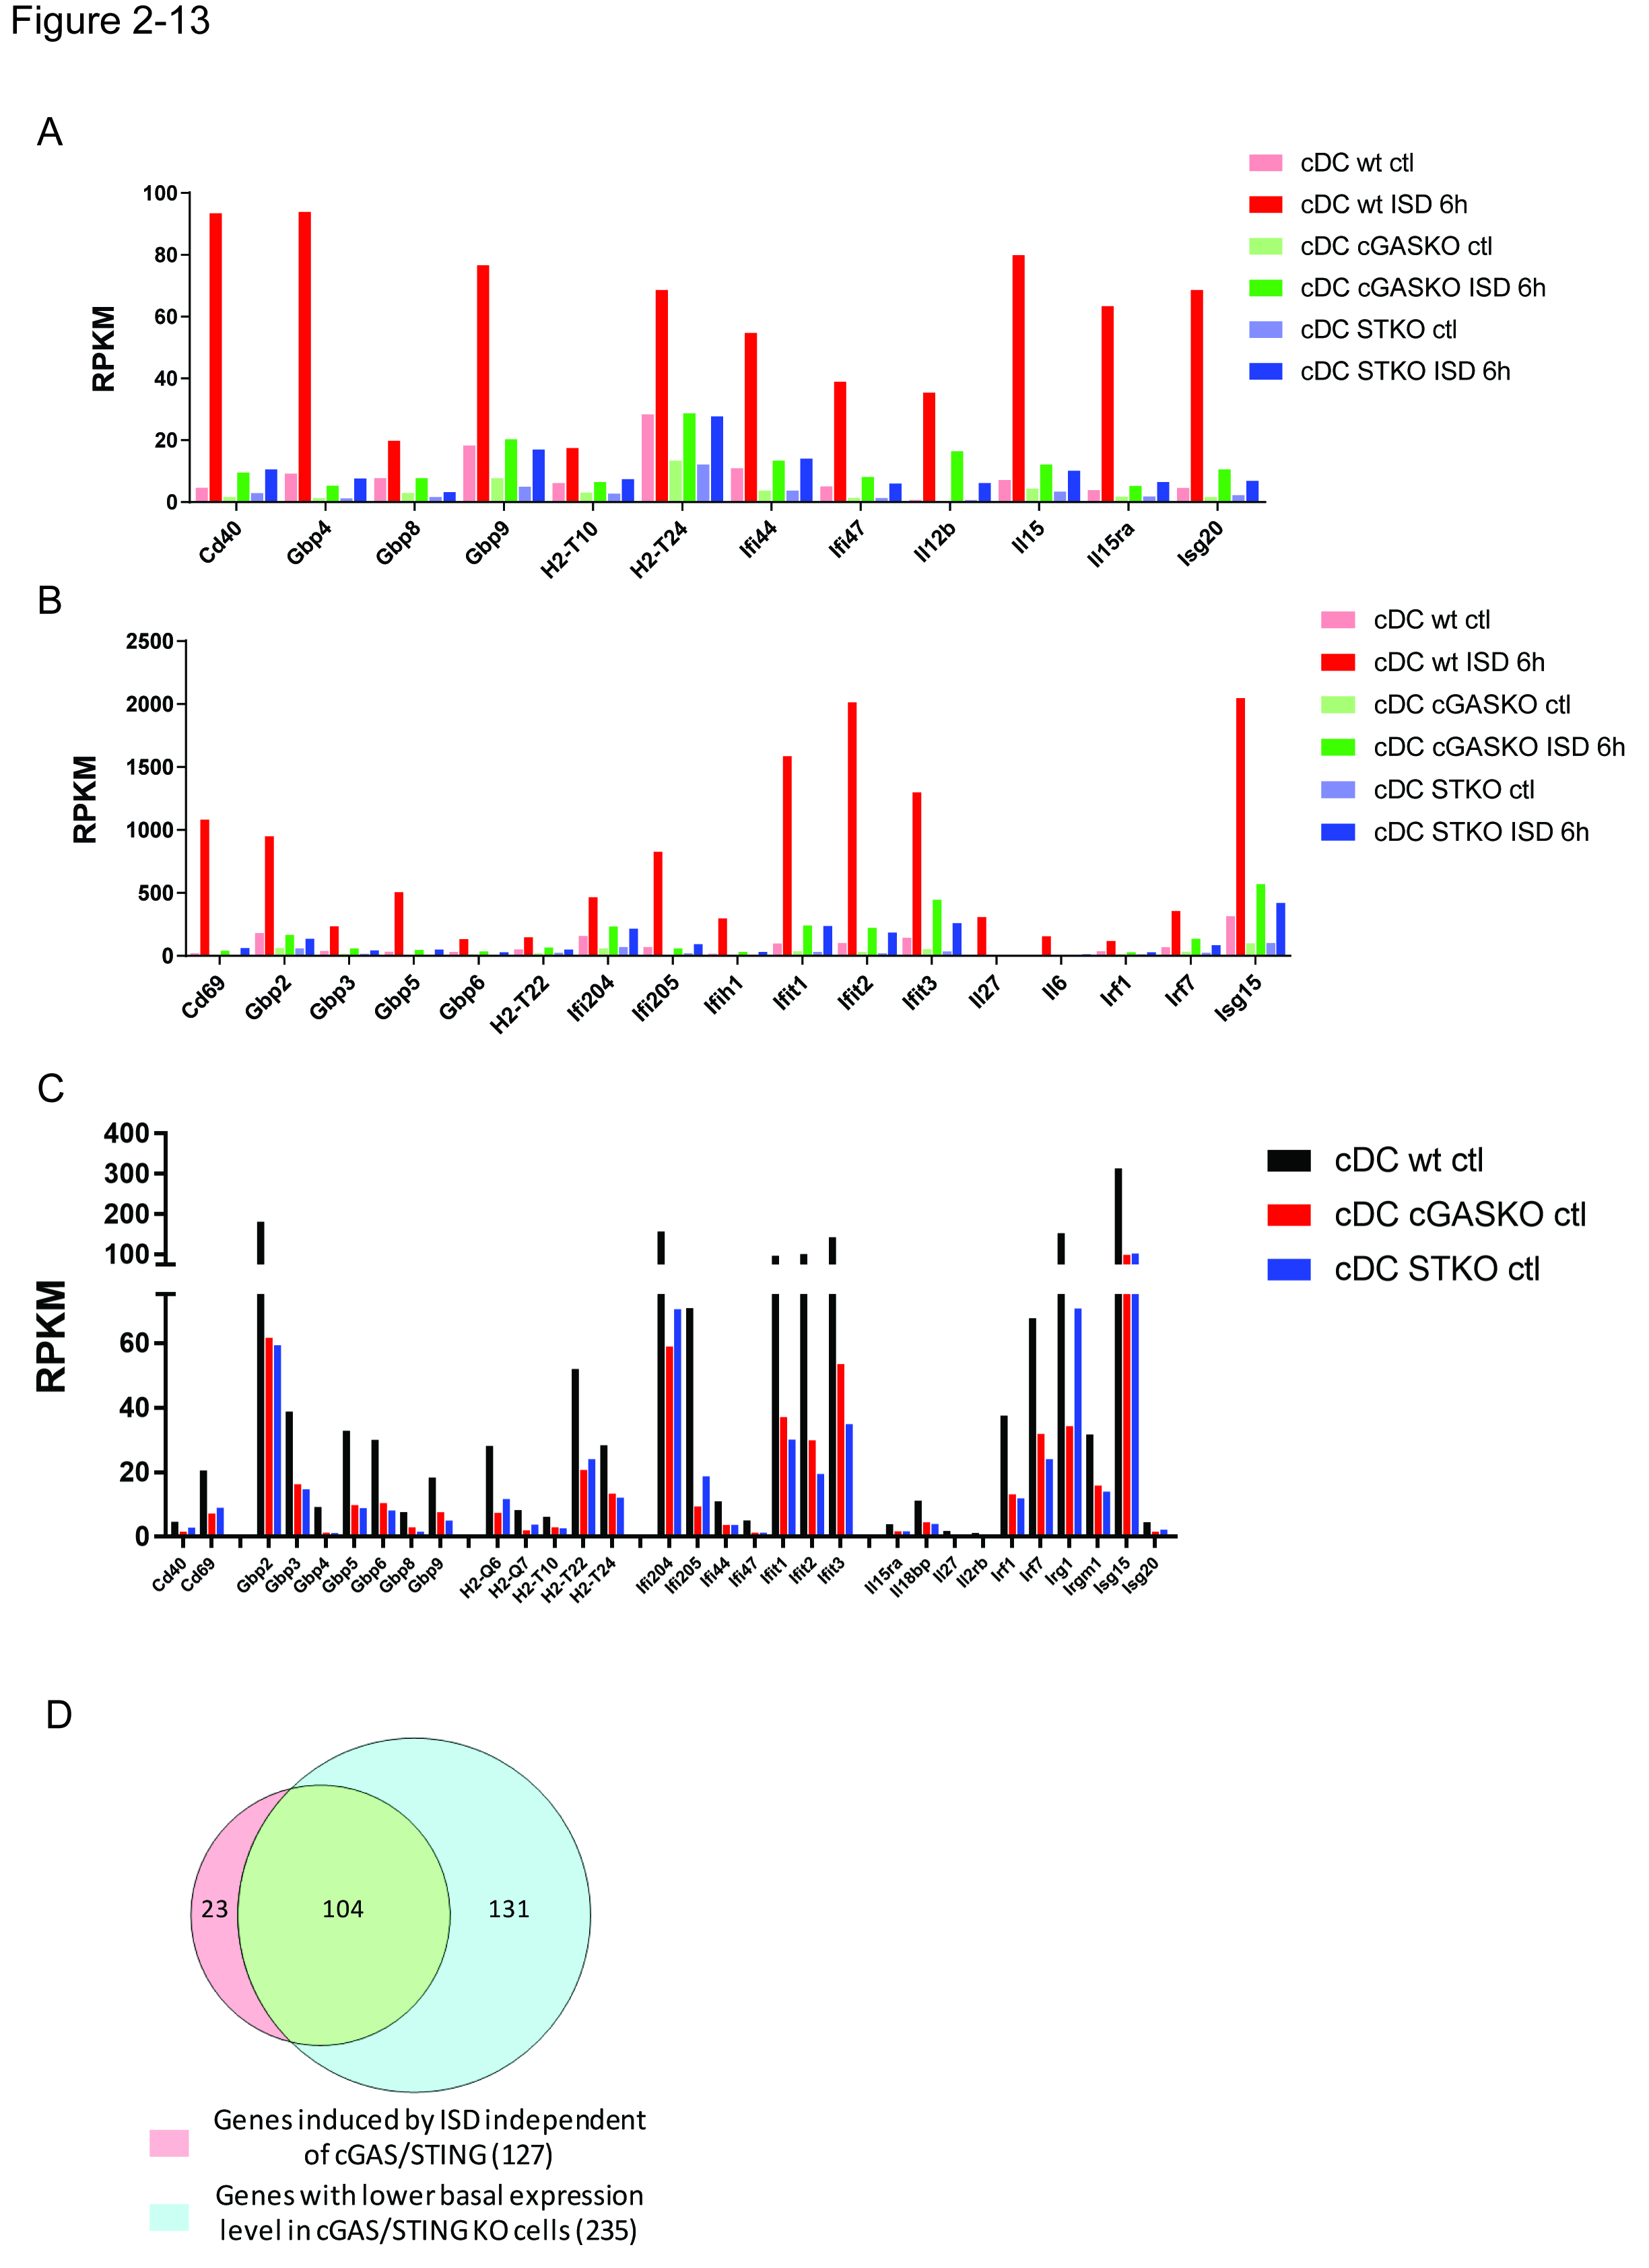 Figure 2-13
A
cDC wt ctl
cDC wt ISD 6h
cDC cGASKO ctl
cDC cGASKO ISD 6h
cDC STKO ctl
cDC STKO ISD 6h
RPKM
100
80
60
40
20
0
Cd40 Gbp4 Gbp8 Gbp9 H2-T10 H2-T24 Ifi44 Ifi47 Il12b Il15 Il15ra Isg20
B
cDC wt ctl
cDC wt ISD 6h
cDC cGASKO ctl
cDC cGASKO ISD 6h
cDC STKO ctl
cDC STKO ISD 6h
RPKM
2500
2000
1500
1000
500
0
Cd69 Gbp2 Gbp3 Gbp5 Gbp6 H2-T22 Ifi204 Ifi205 Ifih1 Ifit1 Ifit2 Ifit3 Il27 Il6 Irf1 Irf7 Isg15
C
cDC wt ctl
cDC cGASKO ctl
cDC STKO ctl
RPKM
400
300
200
100
60
40
20
0
Cd40 Cd69 Gbp2 Gbp3 Gbp4 Gbp5 Gbp6 Gbp8 Gbp9 H2-Q6 H2-Q7 H2-T10 H2-T22 H2-T24 Ifi204 Ifi205 Ifi44 Ifi47 Ifit1 Ifit2 Ifit3 Il15ra Il18bp Il27 Il2rb Irf1 Irf7 Irg1 Irgm1 Isg15 Isg20
D
23 104 131
Genes induced by ISD independent
of cGAS/STING (127)
Genes with lower basal expression
level in cGAS/STING KO cells (235)